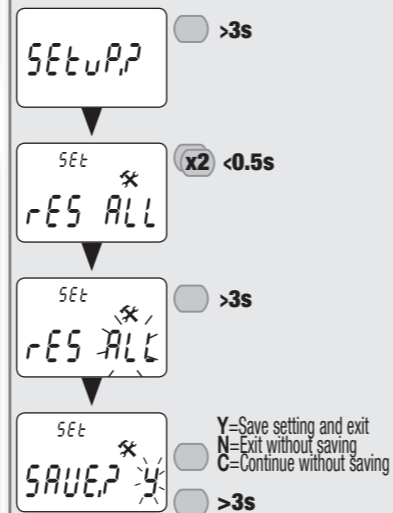 SEtuP.?
>3s
SEt
rES ALL
x2 <0.5s
SEt
rES ALL
>3s
SEt
SAVE.? Y
Y=Save setting and exit
N=Exit without saving
C=Continue without saving
>3s